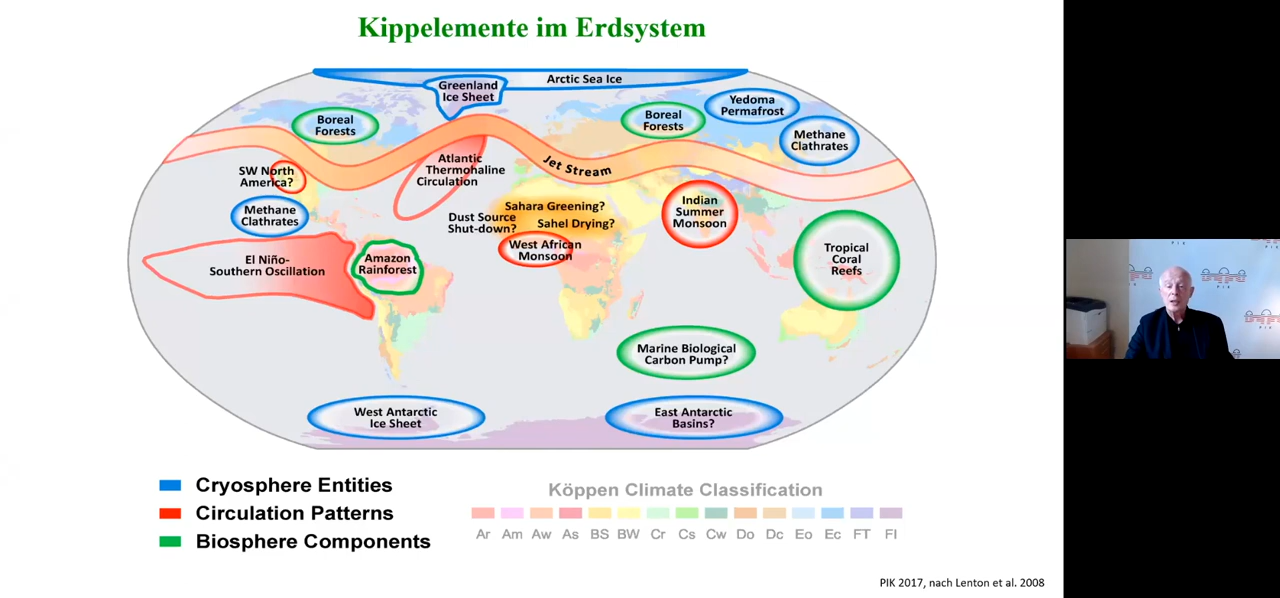 Kippelemente im Erdsystem
Arctic Sea Ice
Greenland
Ice Sheet
Yedoma
Permafrost
Boreal
Forests
Boreal
Forests
Methane
Clathrates
Jet Stream
Atlantic
Thermohaline
Circulation
SW North
America?
Methane
Clathrates
Indian
Summer
Monsoon
Sahara Greening?
Dust Source
Shut-down?
Sahel Drying?
West African
Monsoon
El Niño-
Southern Oscillation
Amazon
Rainforest
Tropical
Coral
Reefs
Marine Biological
Carbon Pump?
West Antarctic
Ice Sheet
East Antarctic
Basins?
Cryosphere Entities
Circulation Patterns
Biosphere Components
Köppen Climate Classification
Ar Am Aw As BS BW Cr Cs Cw Do Dc Eo Ec FT FI
PIK 2017, nach Lenton et al. 2008
PIK
PIK
PIK